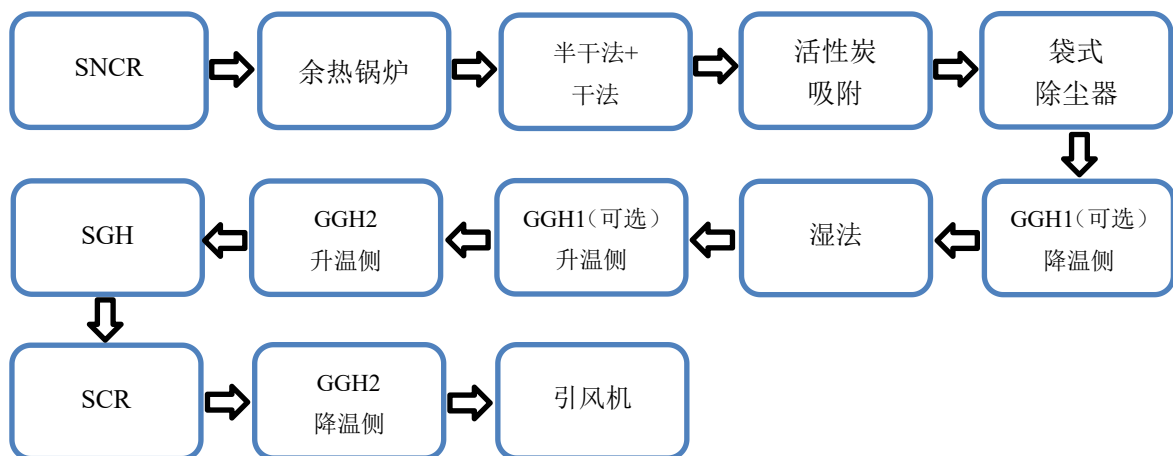 SNCR
余热锅炉
半干法+
干法
活性炭
吸附
袋式
除尘器
SGH
GGH2
升温侧
GGH1（可选）
升温侧
湿法
GGH1（可选）
降温侧
SCR
GGH2
降温侧
引风机